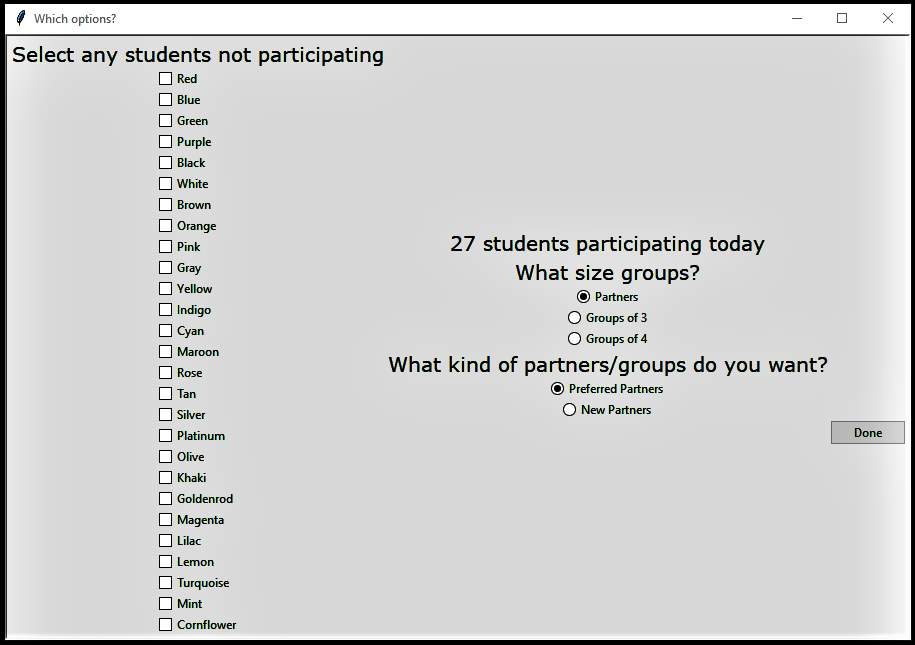 Which options?
Select any students not participating
Red
Blue
Green
Purple
Black
White
Brown
Orange
Pink
Gray
Yellow
Indigo
Cyan
Maroon
Rose
Tan
Silver
Platinum
Olive
Khaki
Goldenrod
Magenta
Lilac
Lemon
Turquoise
Mint
Cornflower
27 students participating today
What size groups?
Partners
Groups of 3
Groups of 4
What kind of partners/groups do you want?
Preferred Partners
New Partners
Done